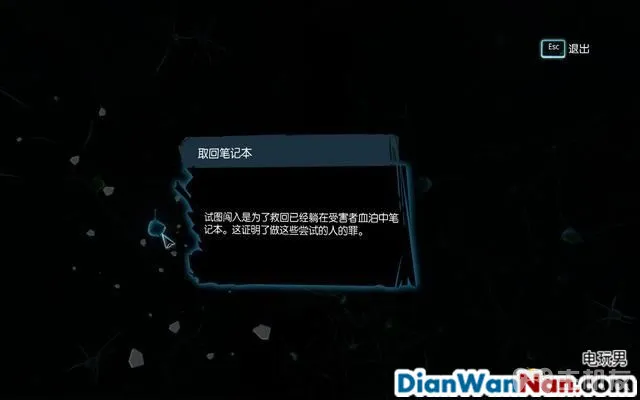 Esc 退出
取回笔记本
试图闯入是为了救回已经躺在受害者血泊中笔
记本。这证明了做这些尝试的人的罪。
电玩男
DianWanNan.com